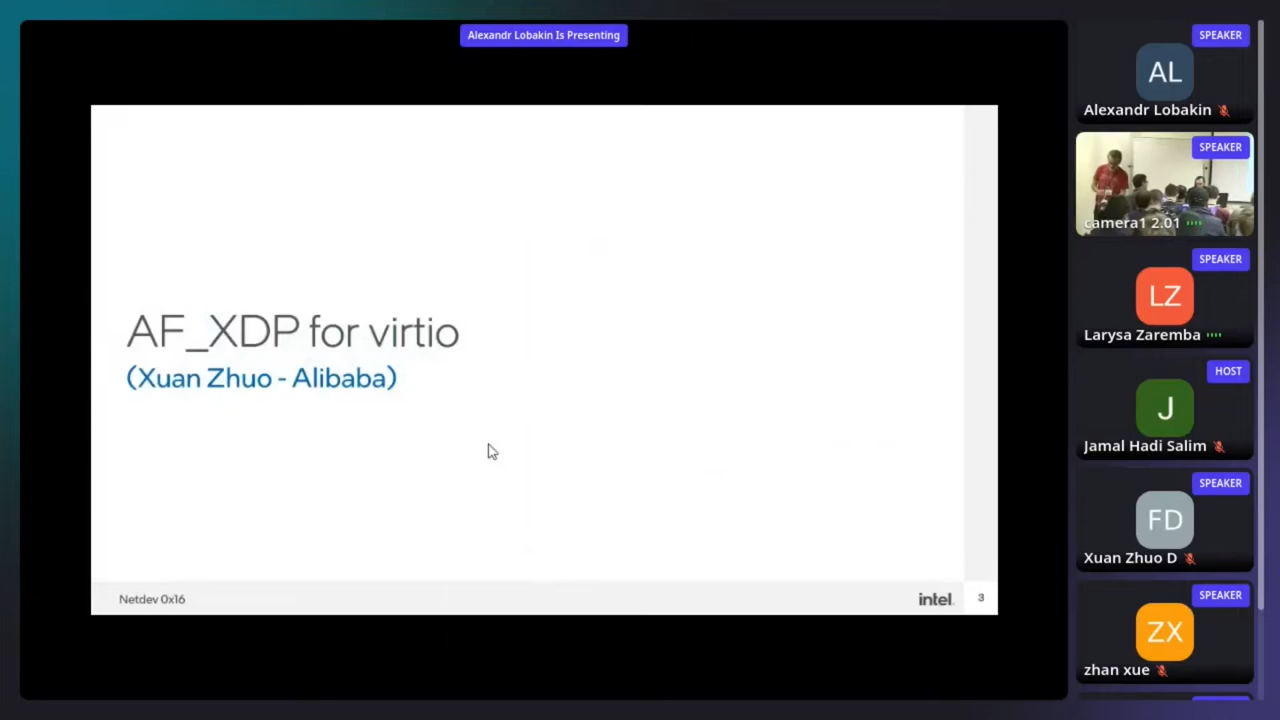 Alexandr Lobakin Is Presenting
AF_XDP for virtio
(Xuan Zhuo - Alibaba)
Netdev 0x16
intel.
3
SPEAKER
AL
Alexandr Lobakin
SPEAKER
camera1 2.01
SPEAKER
LZ
Larysa Zaremba
HOST
J
Jamal Hadi Salim
SPEAKER
FD
Xuan Zhuo D
SPEAKER
ZX
zhan xue